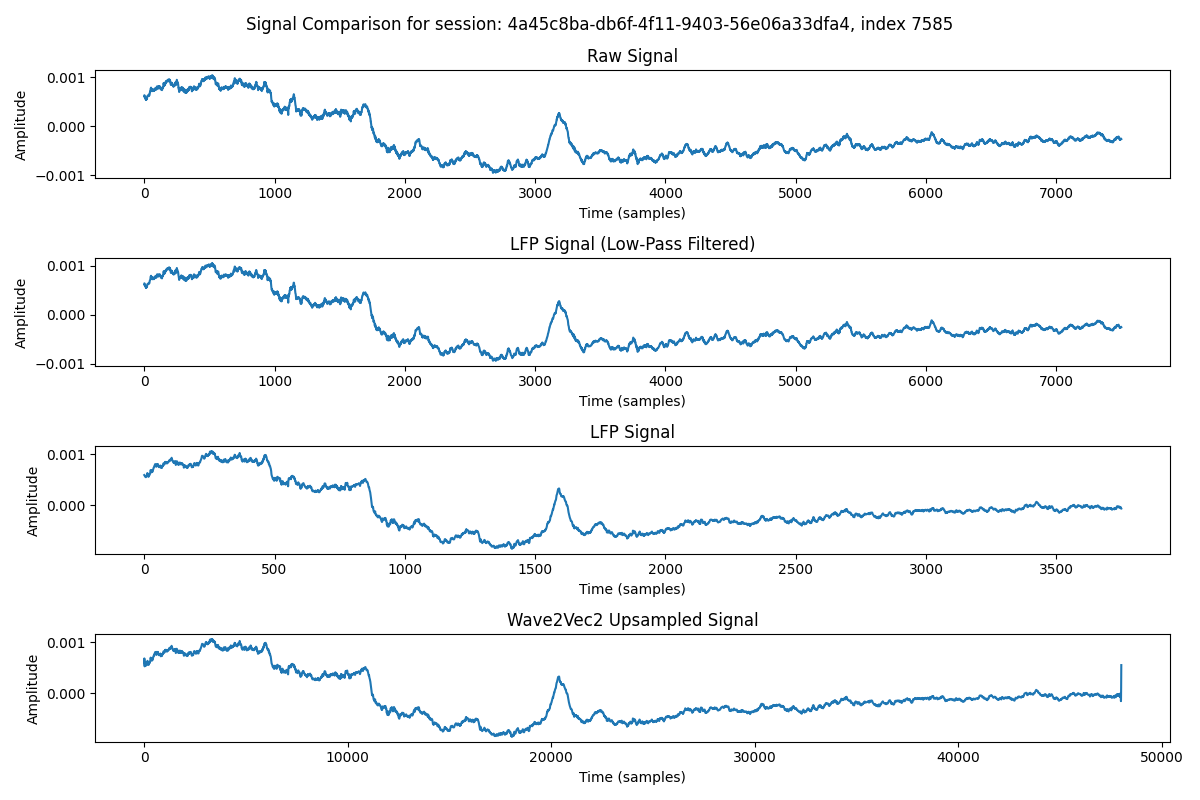 Signal Comparison for session: 4a45c8ba-db6f-4f11-9403-56e06a33dfa4, index 7585
Raw Signal
Amplitude
0.001
0.000
−0.001
0 1000 2000 3000 4000 5000 6000 7000
Time (samples)
LFP Signal (Low-Pass Filtered)
Amplitude
0.001
0.000
−0.001
0 1000 2000 3000 4000 5000 6000 7000
Time (samples)
LFP Signal
Amplitude
0.001
0.000
0 500 1000 1500 2000 2500 3000 3500
Time (samples)
Wave2Vec2 Upsampled Signal
Amplitude
0.001
0.000
0 10000 20000 30000 40000 50000
Time (samples)